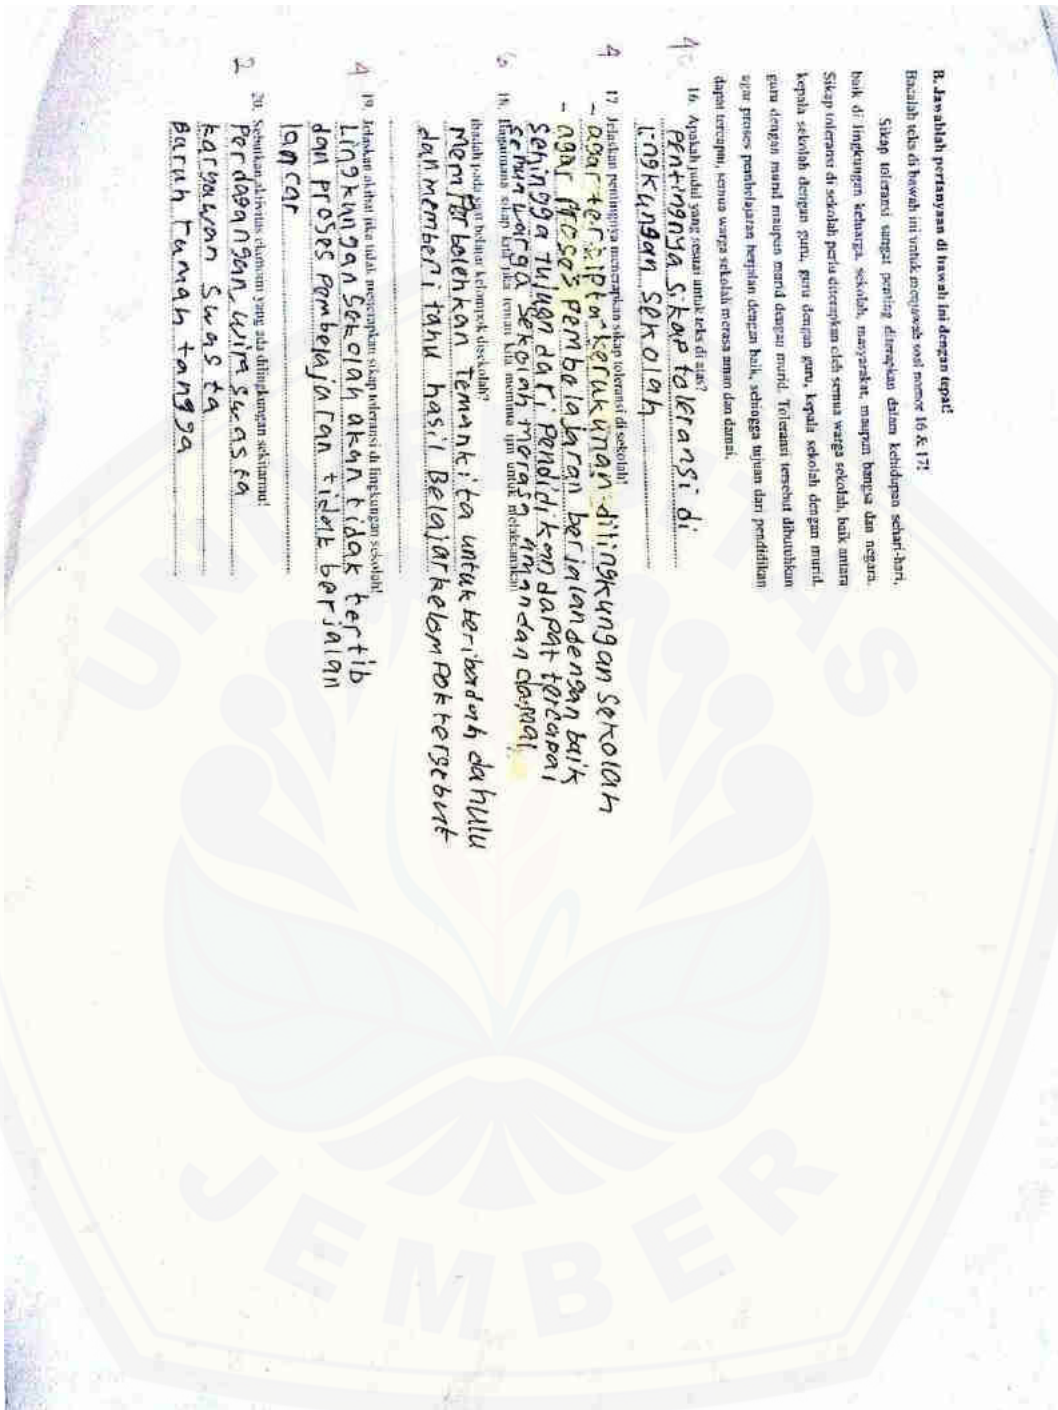 B. Jawablah pertanyaan di bawah ini dengan tepat!
Bacalah teks di bawah ini untuk menjawab soal nomor 16 & 17!
Sikap toleransi sangat penting diterapkan dalam kehidupan sehari-hari,
baik di lingkungan keluarga, sekolah, masyarakat, maupun bangsa dan negara.
Sikap toleransi di sekolah perlu diterapkan oleh semua warga sekolah, baik antara
kepala sekolah dengan guru, guru dengan guru, kepala sekolah dengan murid,
guru dengan murid maupun murid dengan murid. Toleransi tersebut dibutuhkan
agar proses pembelajaran berjalan dengan baik, sehingga tujuan dari pendidikan
dapat tercapai, semua warga sekolah merasa aman dan damai.
4 16. Apakah judul yang sesuai untuk teks di atas?
pentingnya sikap toleransi di
lingkungan sekolah
4 17. Jelaskan pentingnya menerapkan sikap toleransi di sekolah!
- agar tercipta kerukunan dilingkungan sekolah
- agar proses pembelajaran berjalan dengan baik
sehingga tujuan dari pendidikan dapat tercapai
semua warga sekolah merasa aman dan damai
18. Bagaimana sikap kita jika teman kita meminta ijin untuk melaksanakan
ibadah pada saat belajar kelompok disekolah?
memperbolehkan teman kita untuk beribadah dahulu
dan memberi tahu hasil Belajar kelompok tersebut
4 19. Jelaskan akibat jika tidak menerapkan sikap toleransi di lingkungan sekolah!
Lingkungan sekolah akan tidak tertib
dan proses pembelajaran tidak berjalan
lancar
2 20. Sebutkan aktivitas ekonomi yang ada dilingkungan sekitarmu!
perdagangan, wiraswasta
karyawan swasta
Baruh rumah tangga
UNIVERSITAS
JEMBER